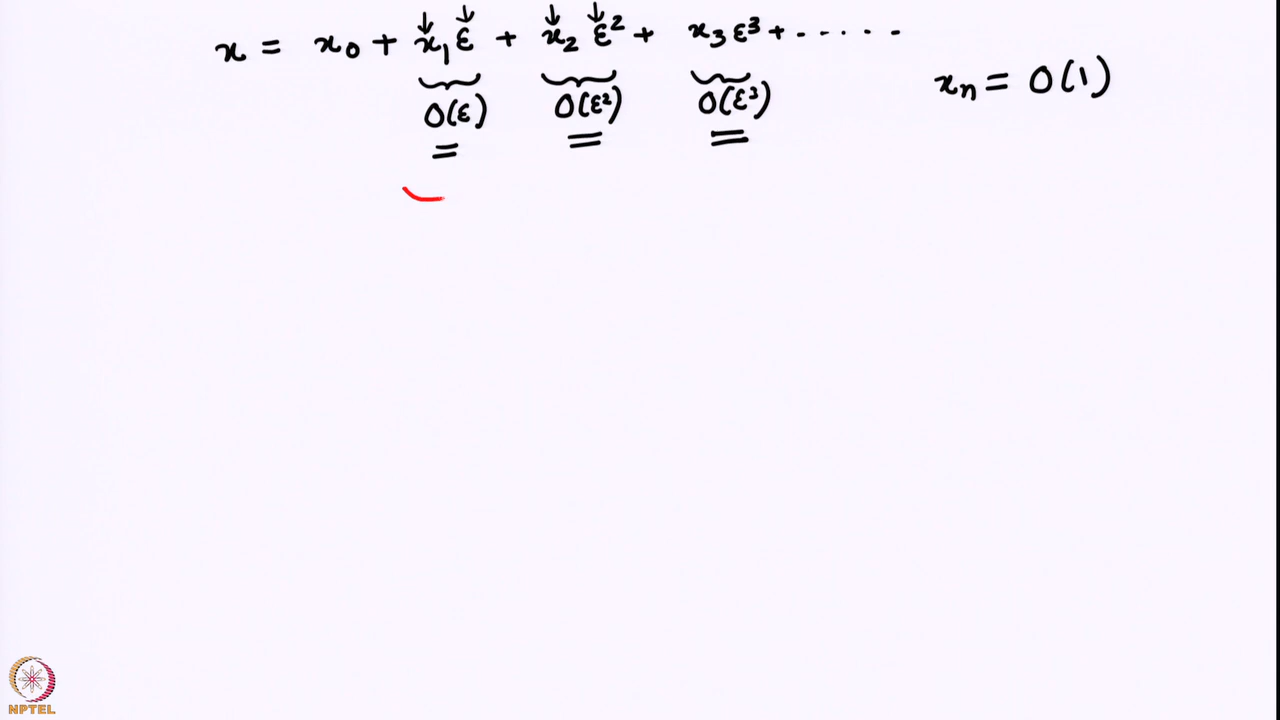 x = x₀ + x₁ε + x₂ε² + x₃ε³ + .....
O(ε) O(ε²) O(ε³) xₙ = O(1)
NPTEL